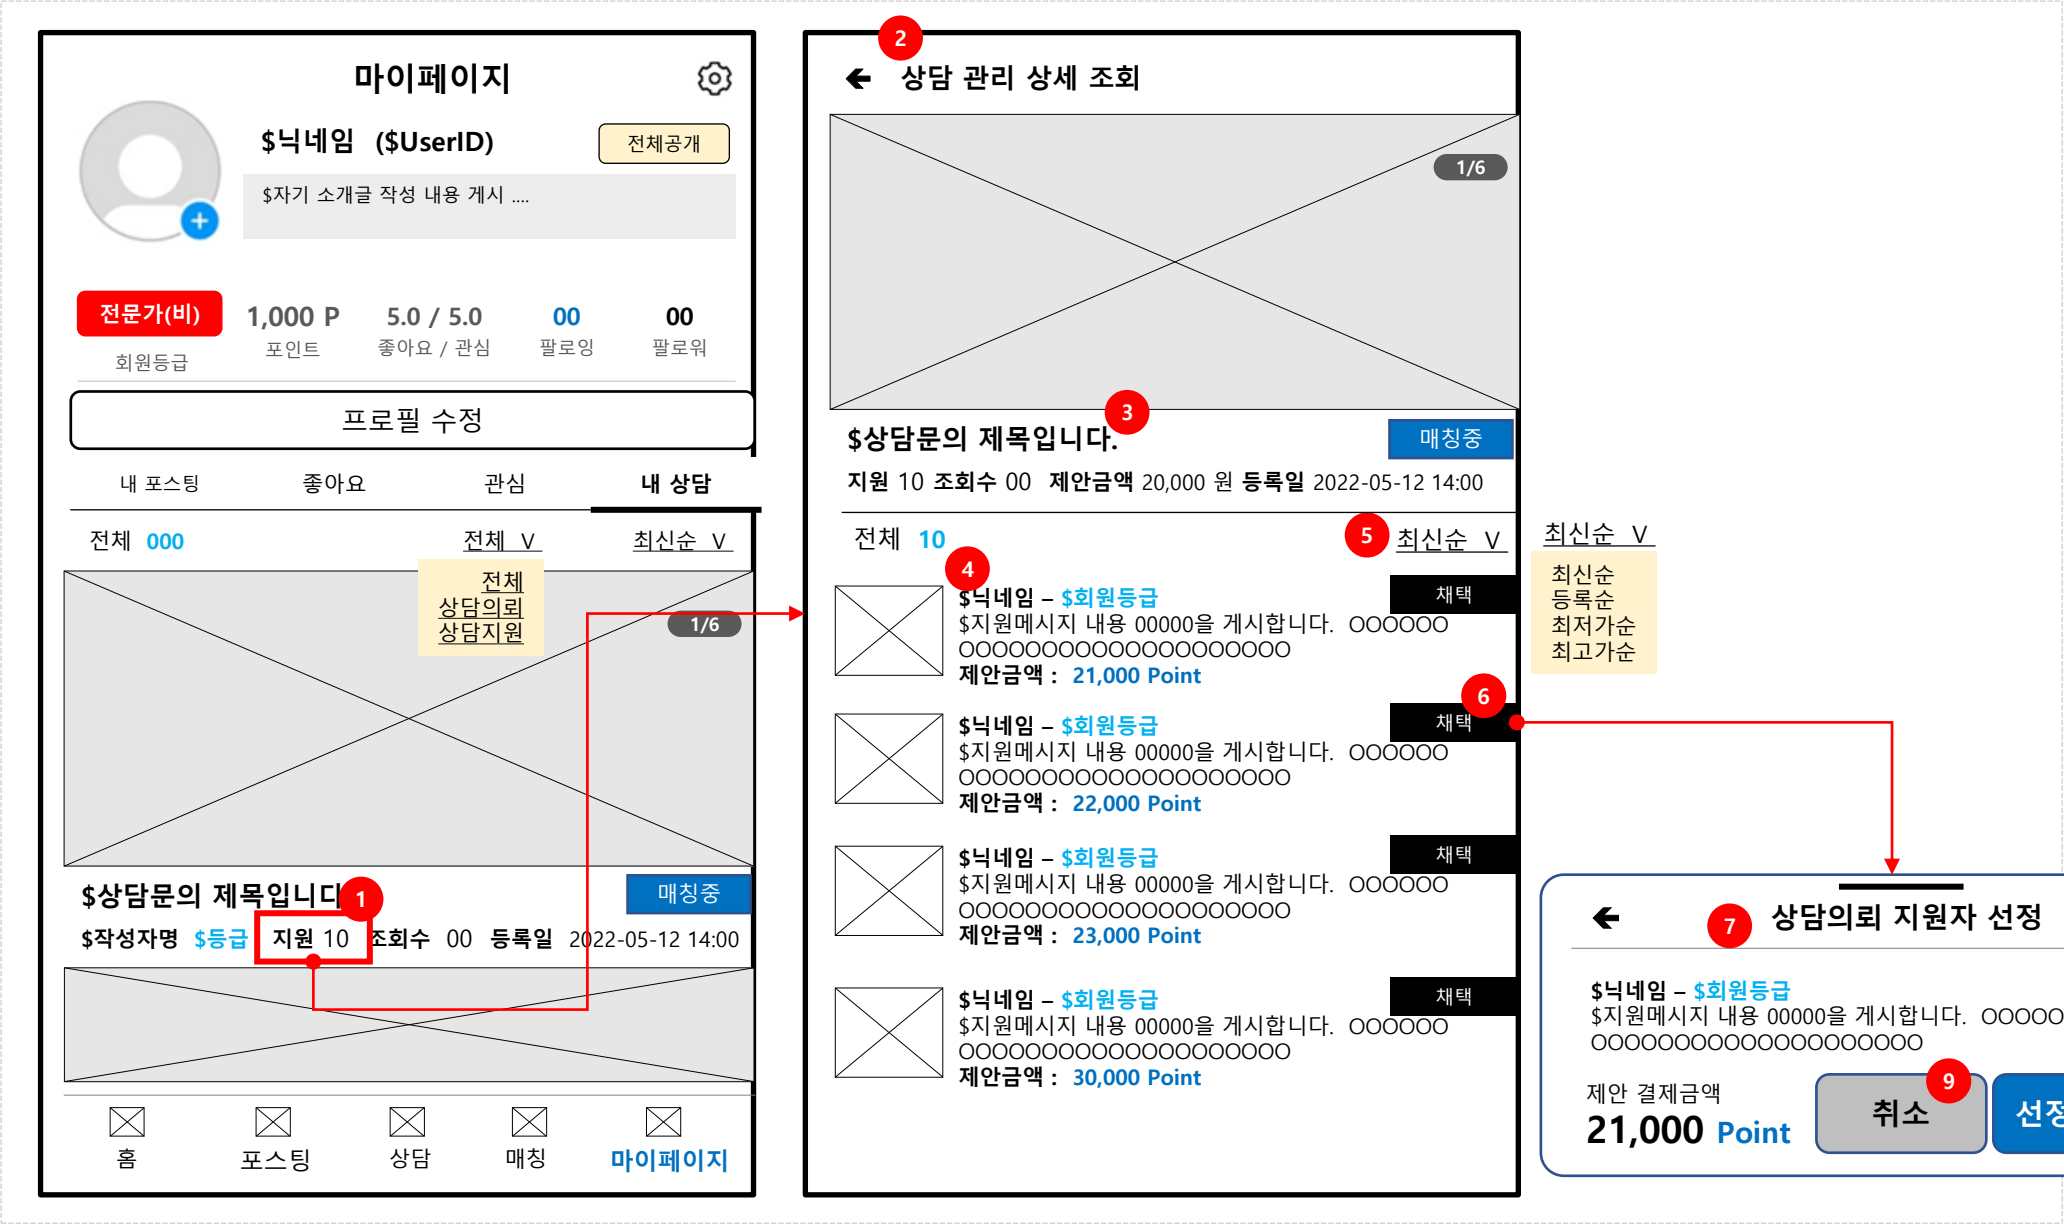 마이페이지
$닉네임 ($UserID)
전체공개
$자기 소개글 작성 내용 게시 ....
전문가(비)
회원등급
1,000 P
포인트
5.0 / 5.0
좋아요 / 관심
00
팔로잉
00
팔로워
프로필 수정
내 포스팅 좋아요 관심 내 상담
전체 000
전체 V
최신순 V
전체
상담의뢰
상담지원
1/6
$상담문의 제목입니다
1
매칭중
$작성자명 $등급 지원 10 조회수 00 등록일 2022-05-12 14:00
홈 포스팅 상담 매칭 마이페이지
2
상담 관리 상세 조회
1/6
3
$상담문의 제목입니다.
매칭중
지원 10 조회수 00 제안금액 20,000 원 등록일 2022-05-12 14:00
전체 10
5
최신순 V
4
$닉네임 – $회원등급
채택
$지원메시지 내용 00000을 게시합니다. OOOOOO
OOOOOOOOOOOOOOOOOOOO
제안금액 : 21,000 Point
6
$닉네임 – $회원등급
채택
$지원메시지 내용 00000을 게시합니다. OOOOOO
OOOOOOOOOOOOOOOOOOOO
제안금액 : 22,000 Point
$닉네임 – $회원등급
채택
$지원메시지 내용 00000을 게시합니다. OOOOOO
OOOOOOOOOOOOOOOOOOOO
제안금액 : 23,000 Point
$닉네임 – $회원등급
채택
$지원메시지 내용 00000을 게시합니다. OOOOOO
OOOOOOOOOOOOOOOOOOOO
제안금액 : 30,000 Point
최신순 V
최신순
등록순
최저가순
최고가순
7
상담의뢰 지원자 선정
$닉네임 – $회원등급
$지원메시지 내용 00000을 게시합니다. OOOOO
OOOOOOOOOOOOOOOOOOOO
제안 결제금액
21,000 Point
9
취소
선정